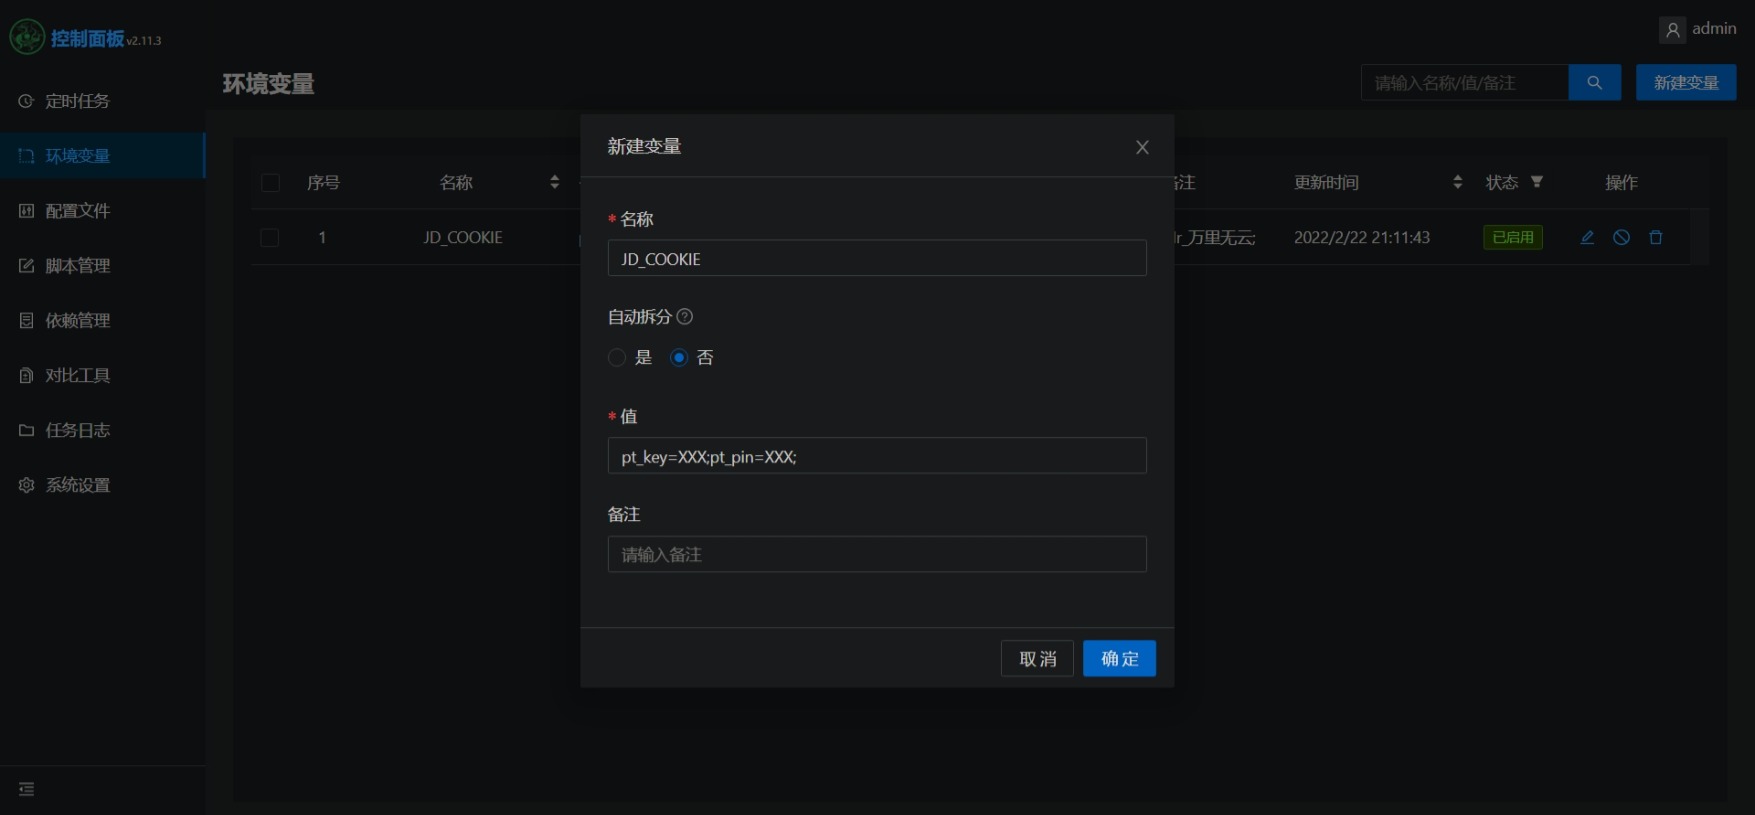 控制面板 v2.11.3
admin
环境变量
请输入名称/值/备注
新建变量
定时任务
环境变量
配置文件
脚本管理
依赖管理
对比工具
任务日志
系统设置
序号 名称 注 更新时间 状态 操作
1 JD_COOKIE r_万里无云; 2022/2/22 21:11:43 已启用
新建变量
* 名称
JD_COOKIE
自动拆分
是 否
* 值
pt_key=XXX;pt_pin=XXX;
备注
请输入备注
取消 确定